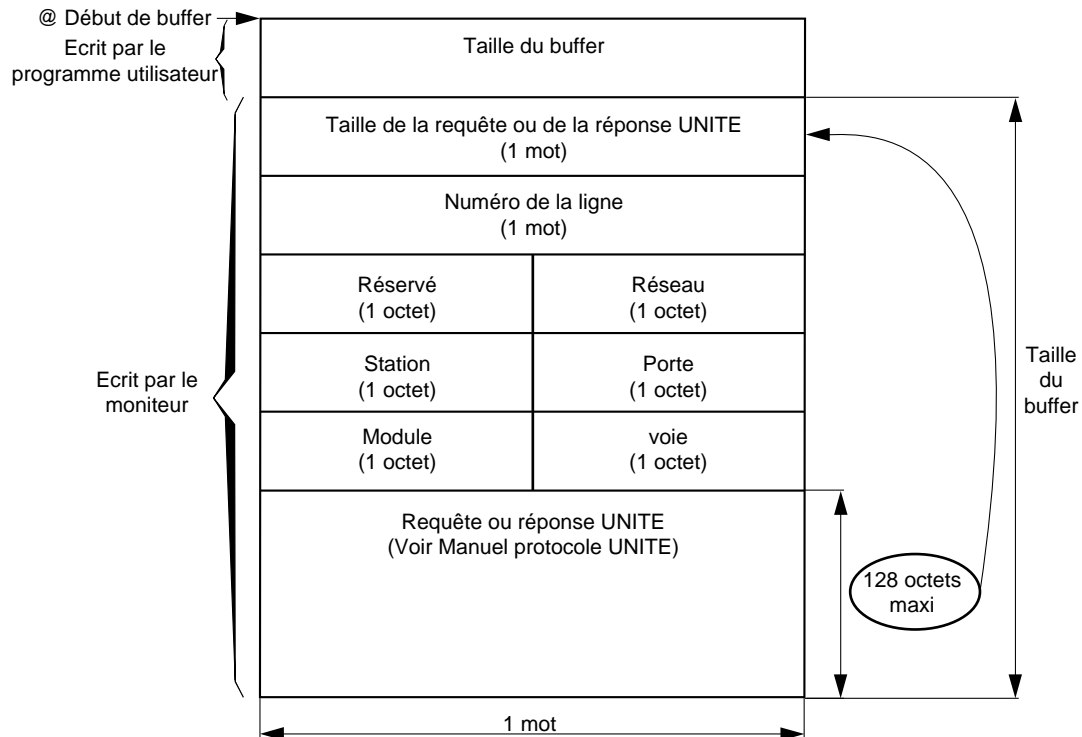 @ Début de buffer
Ecrit par le
programme utilisateur
Taille du buffer
Taille de la requête ou de la réponse UNITE
(1 mot)
Numéro de la ligne
(1 mot)
Réservé
(1 octet)
Réseau
(1 octet)
Station
(1 octet)
Porte
(1 octet)
Module
(1 octet)
voie
(1 octet)
Ecrit par le
moniteur
Taille
du
buffer
Requête ou réponse UNITE
(Voir Manuel protocole UNITE)
128 octets
maxi
1 mot